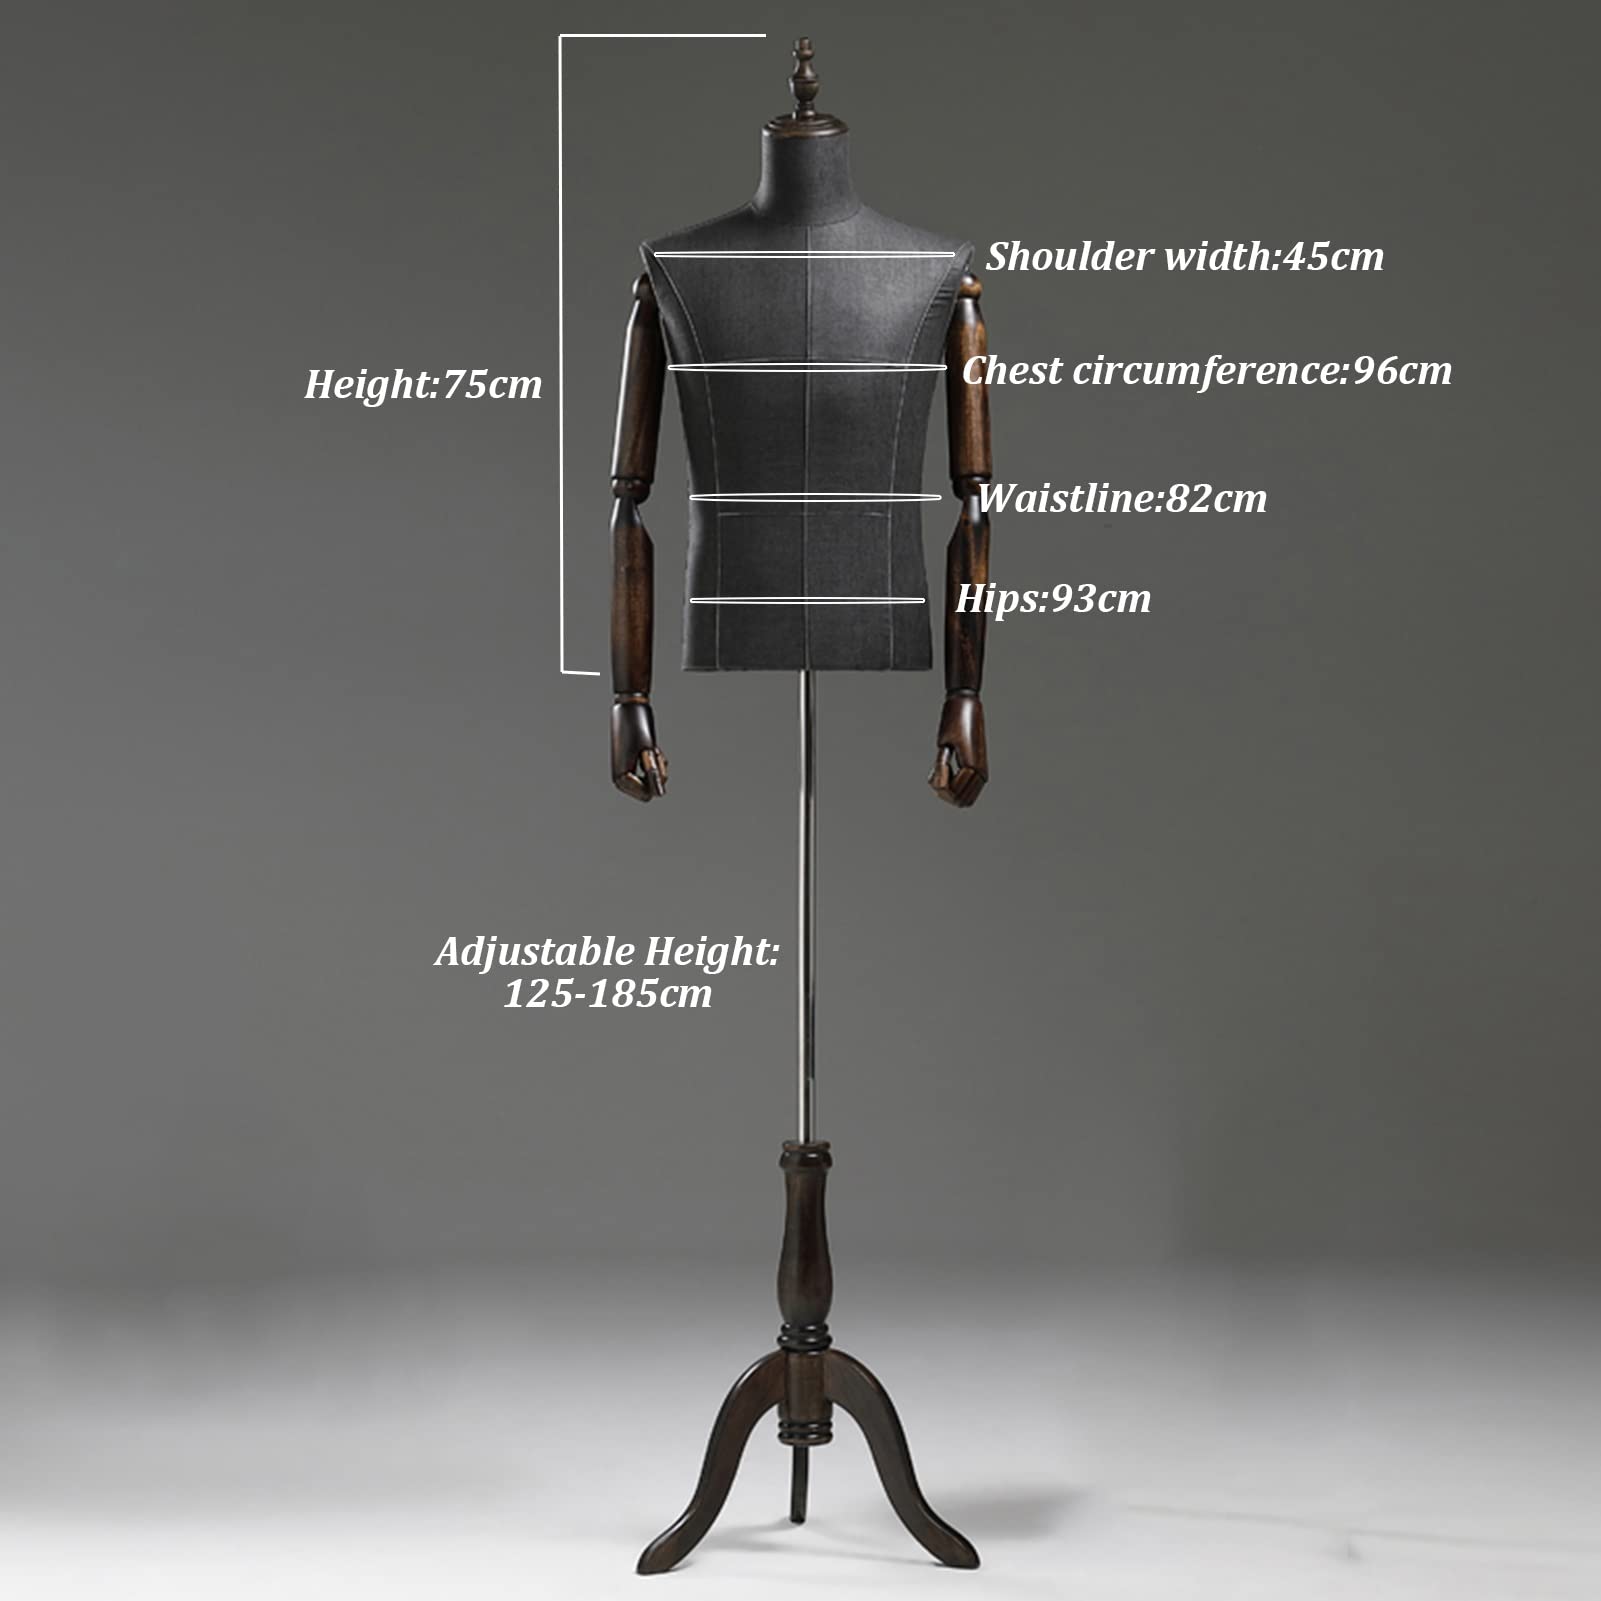 Shoulder width:45cm
Chest circumference:96cm
Height:75cm
Waistline:82cm
Hips:93cm
Adjustable Height:
125-185cm